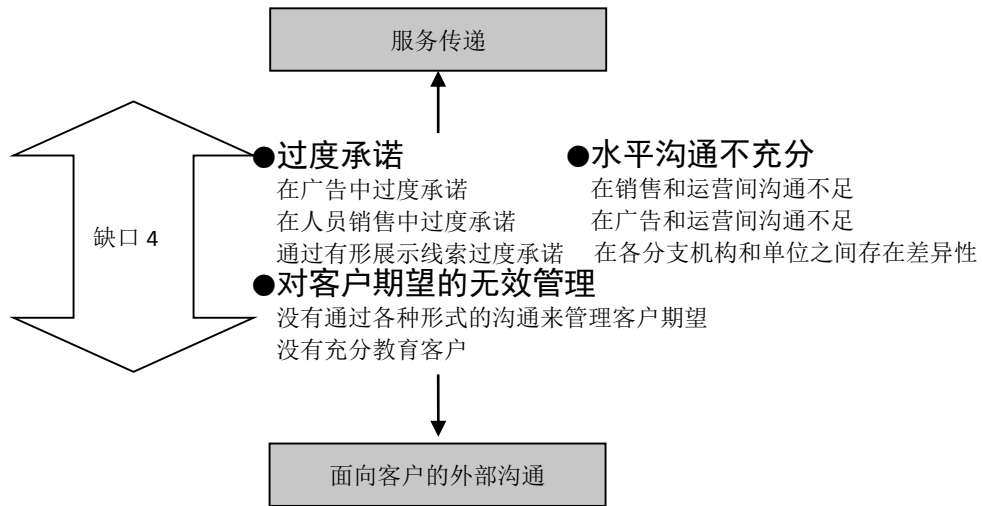 服务传递
●过度承诺
在广告中过度承诺
在人员销售中过度承诺
通过有形展示线索过度承诺
●水平沟通不充分
在销售和运营间沟通不足
在广告和运营间沟通不足
在各分支机构和单位之间存在差异性
缺口 4
●对客户期望的无效管理
没有通过各种形式的沟通来管理客户期望
没有充分教育客户
面向客户的外部沟通